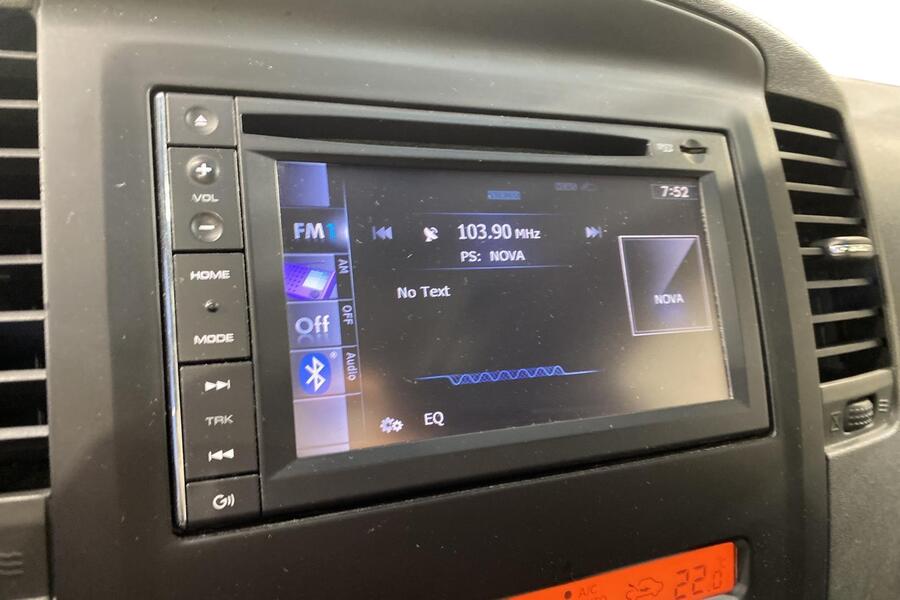 7:52
VOL
FM1
103.90 MHz
PS: NOVA
AM
HOME
No Text
NOVA
OFF
Off
MODE
Audio
TRK
EQ
A/C
22.0